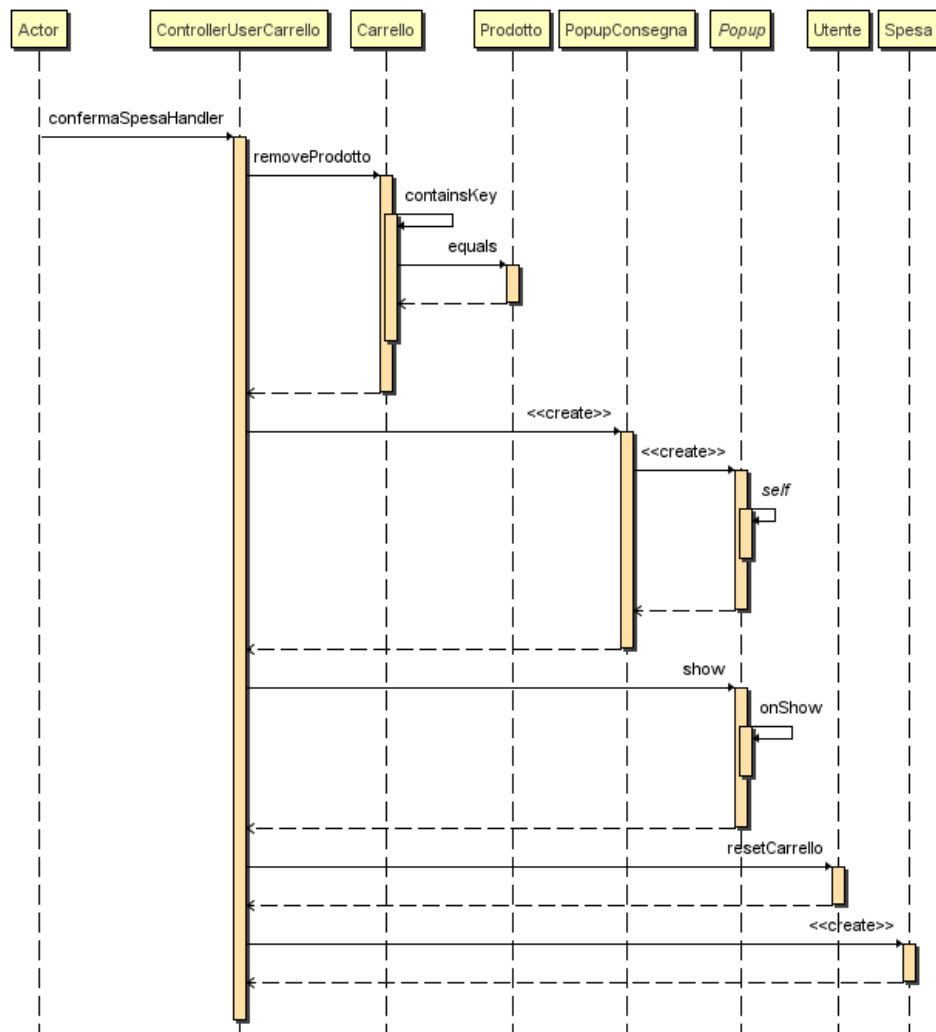 Actor
ControllerUserCarrello
Carrello
Prodotto
PopupConsegna
Popup
Utente
Spesa
confermaSpesaHandler
removeProdotto
containsKey
equals
<<create>>
<<create>>
self
show
onShow
resetCarrello
<<create>>